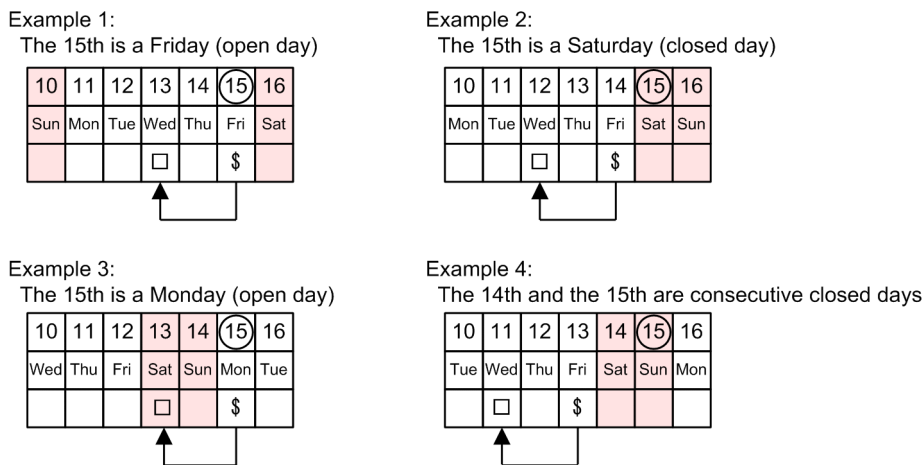 Example 1:
The 15th is a Friday (open day)
10 11 12 13 14 15 16
Sun Mon Tue Wed Thu Fri Sat
□ $
Example 2:
The 15th is a Saturday (closed day)
10 11 12 13 14 15 16
Mon Tue Wed Thu Fri Sat Sun
□ $
Example 3:
The 15th is a Monday (open day)
10 11 12 13 14 15 16
Wed Thu Fri Sat Sun Mon Tue
□ $
Example 4:
The 14th and the 15th are consecutive closed days
10 11 12 13 14 15 16
Tue Wed Thu Fri Sat Sun Mon
□ $